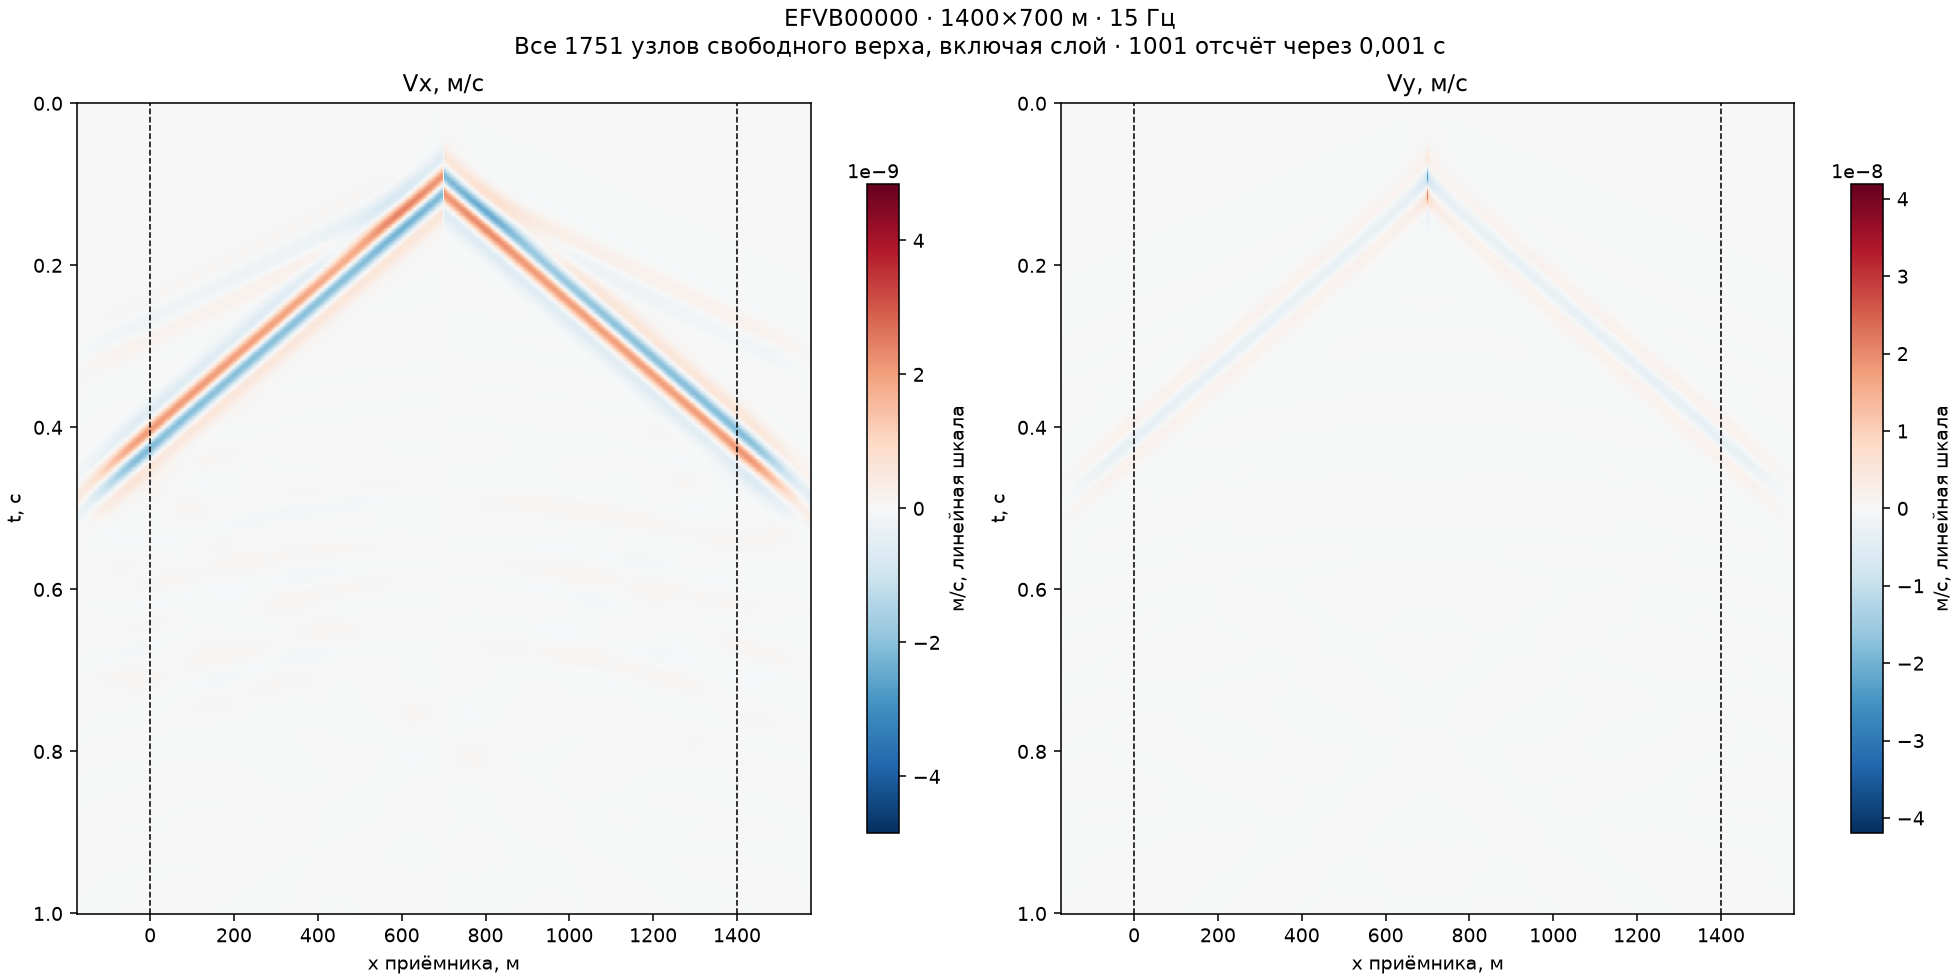 EFVB00000 · 1400×700 м · 15 Гц
Все 1751 узлов свободного верха, включая слой · 1001 отсчёт через 0,001 с
Vx, м/с
0.0
0.2
0.4
0.6
0.8
1.0
t, с
0 200 400 600 800 1000 1200 1400
x приёмника, м
1e−9
4
2
0
−2
−4
м/с, линейная шкала
Vy, м/с
0.0
0.2
0.4
0.6
0.8
1.0
t, с
0 200 400 600 800 1000 1200 1400
x приёмника, м
1e−8
4
3
2
1
0
−1
−2
−3
−4
м/с, линейная шкала